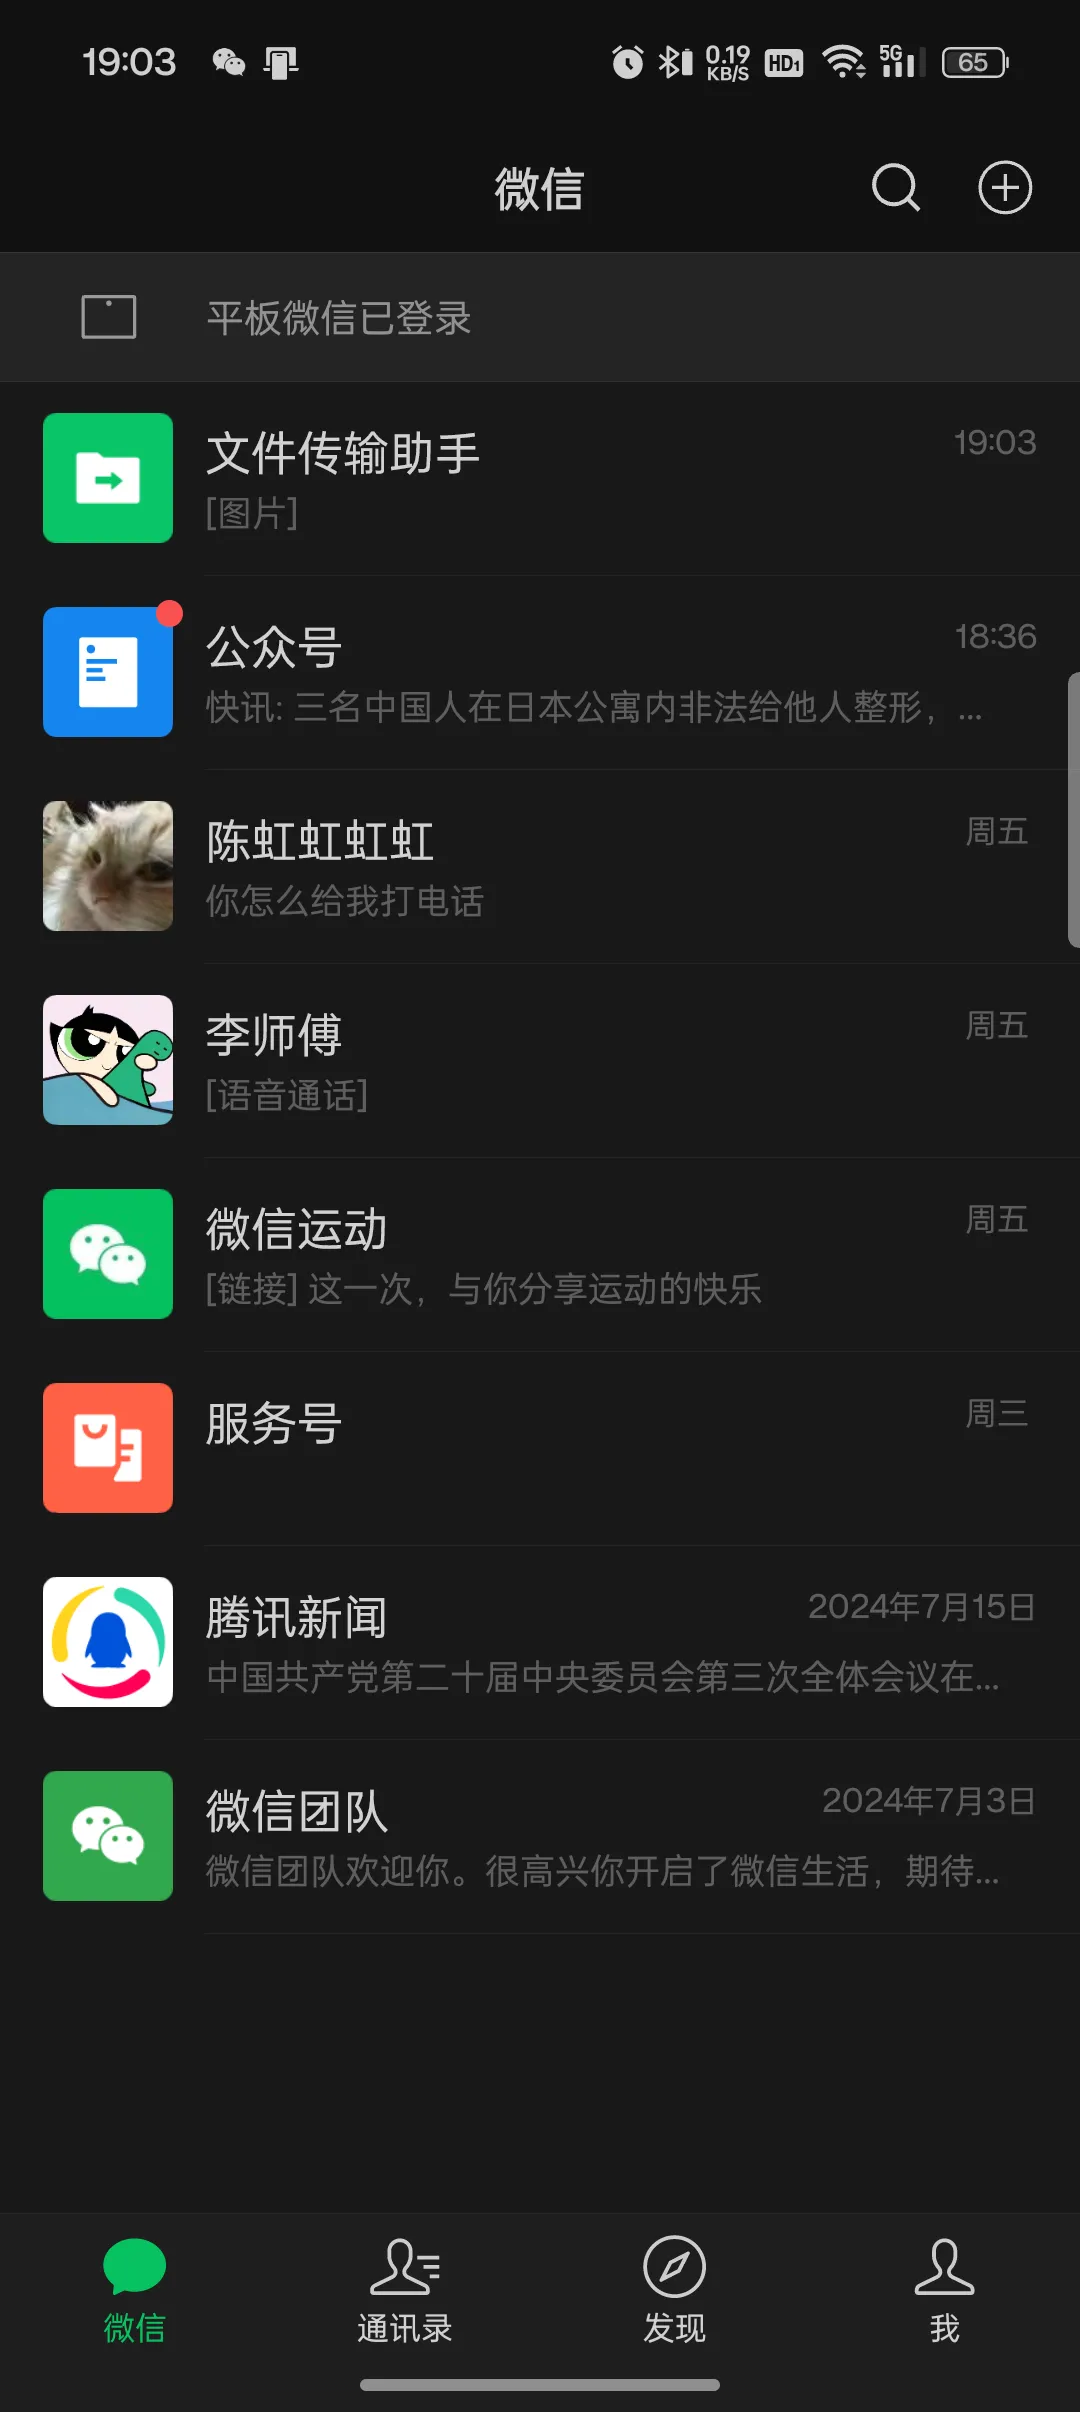 19:03
0.19 KB/S
HD1
5G
65
微信
平板微信已登录
文件传输助手
19:03
[图片]
公众号
18:36
快讯: 三名中国人在日本公寓内非法给他人整形，...
陈虹虹虹虹
周五
你怎么给我打电话
李师傅
周五
[语音通话]
微信运动
周五
[链接] 这一次，与你分享运动的快乐
服务号
周三
腾讯新闻
2024年7月15日
中国共产党第二十届中央委员会第三次全体会议在...
微信团队
2024年7月3日
微信团队欢迎你。很高兴你开启了微信生活，期待...
微信
通讯录
发现
我